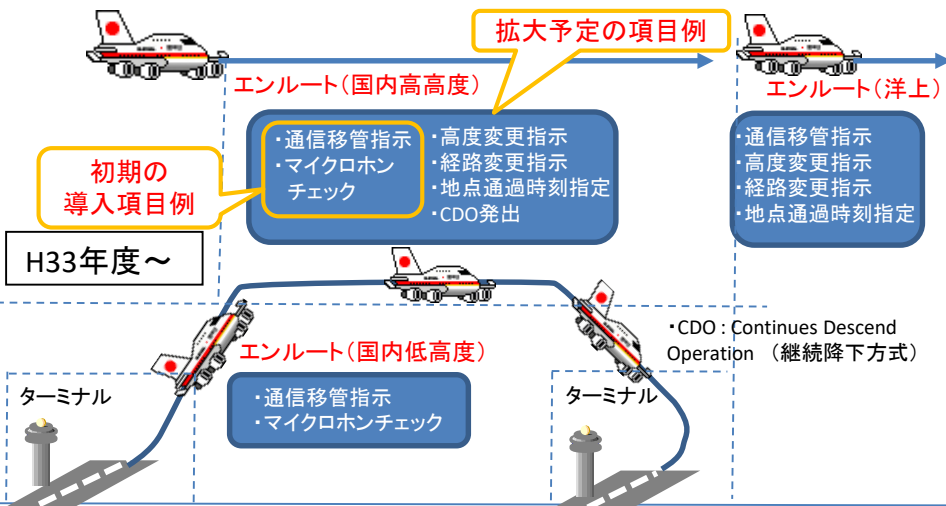 拡大予定の項目例
エンルート（国内高高度）
エンルート（洋上）
・通信移管指示
・マイクロホン
チェック
・高度変更指示
・経路変更指示
・地点通過時刻指定
・CDO発出
・通信移管指示
・高度変更指示
・経路変更指示
・地点通過時刻指定
初期の
導入項目例
H33年度～
・CDO : Continues Descend
Operation （継続降下方式）
エンルート（国内低高度）
・通信移管指示
・マイクロホンチェック
ターミナル
ターミナル